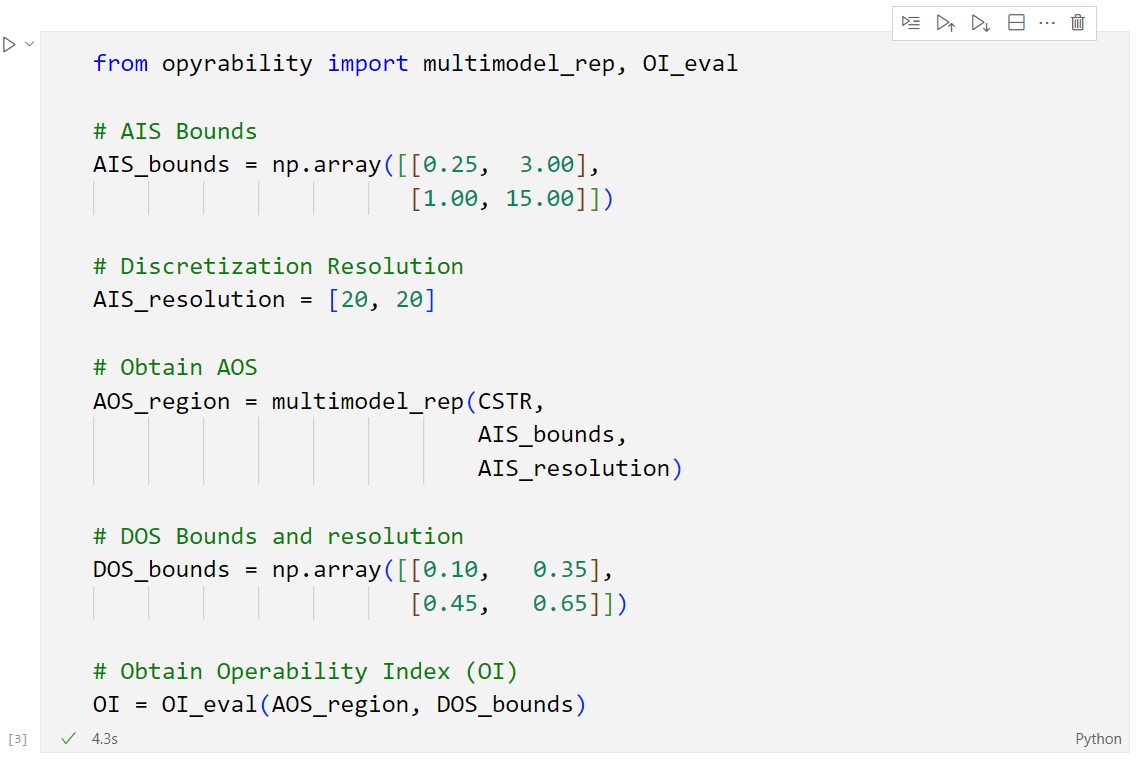 from opyrability import multimodel_rep, OI_eval
# AIS Bounds
AIS_bounds = np.array([[0.25,  3.00],
[1.00, 15.00]])
# Discretization Resolution
AIS_resolution = [20, 20]
# Obtain AOS
AOS_region = multimodel_rep(CSTR,
AIS_bounds,
AIS_resolution)
# DOS Bounds and resolution
DOS_bounds = np.array([[0.10,   0.35],
[0.45,   0.65]])
# Obtain Operability Index (OI)
OI = OI_eval(AOS_region, DOS_bounds)
[3] 4.3s Python